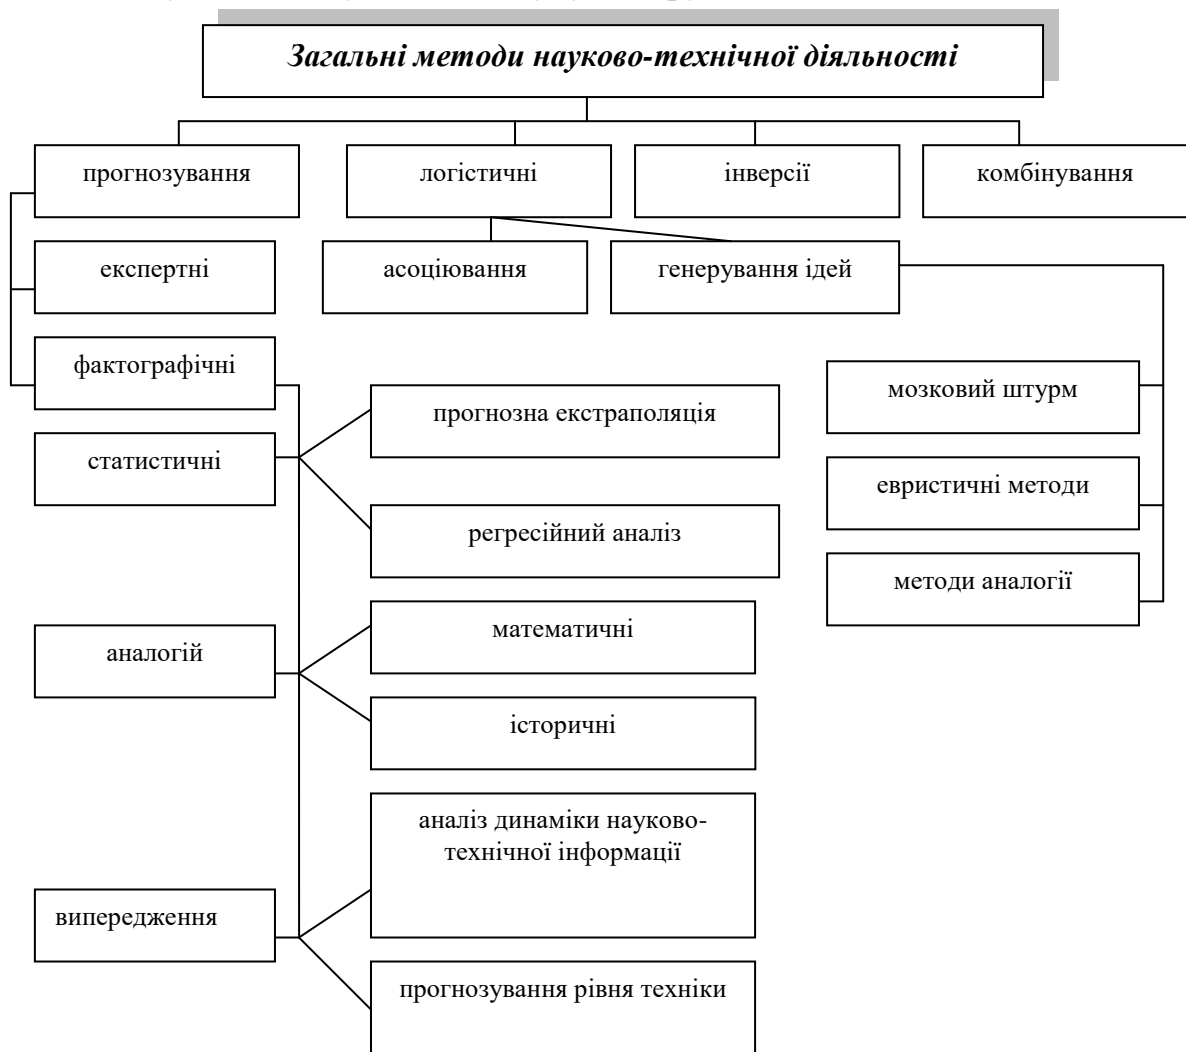 Загальні методи науково-технічної діяльності
прогнозування
логістичні
інверсії
комбінування
експертні
асоціювання
генерування ідей
фактографічні
мозковий штурм
прогнозна екстраполяція
статистичні
евристичні методи
регресійний аналіз
методи аналогії
математичні
аналогій
історичні
аналіз динаміки науково-
технічної інформації
випередження
прогнозування рівня техніки